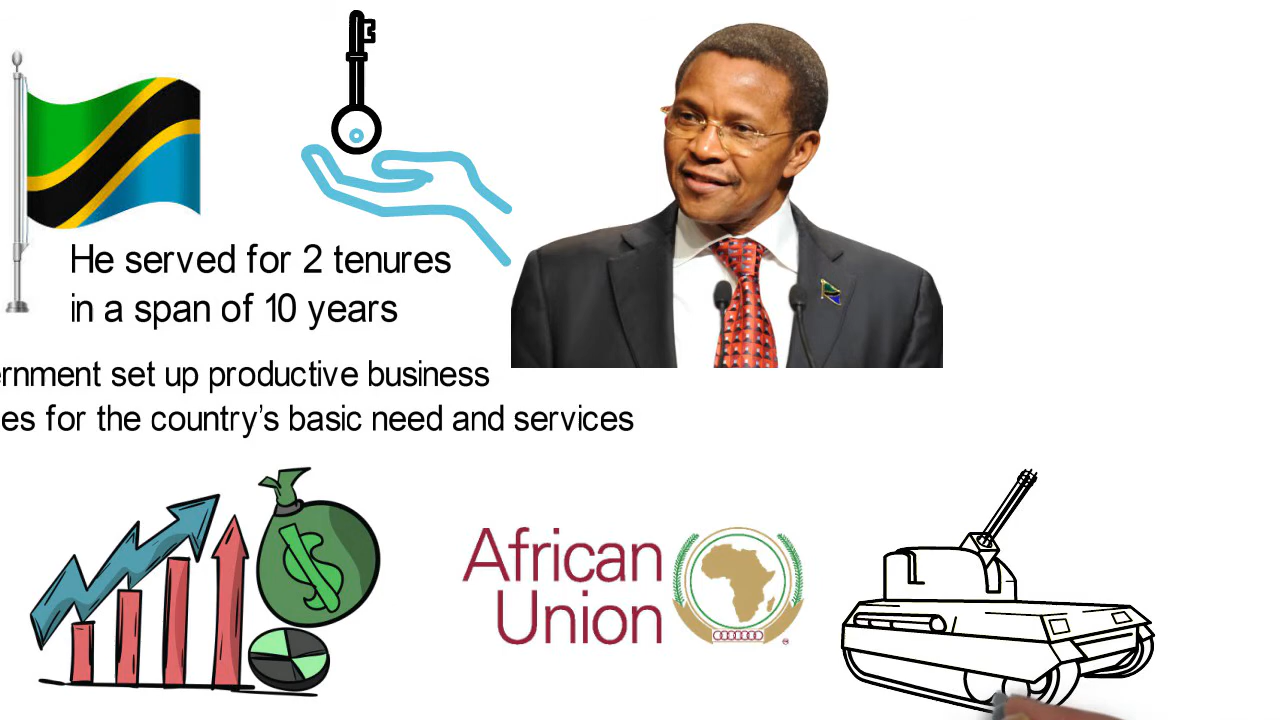 He served for 2 tenures
in a span of 10 years
ernment set up productive business
es for the country's basic need and services
African
Union